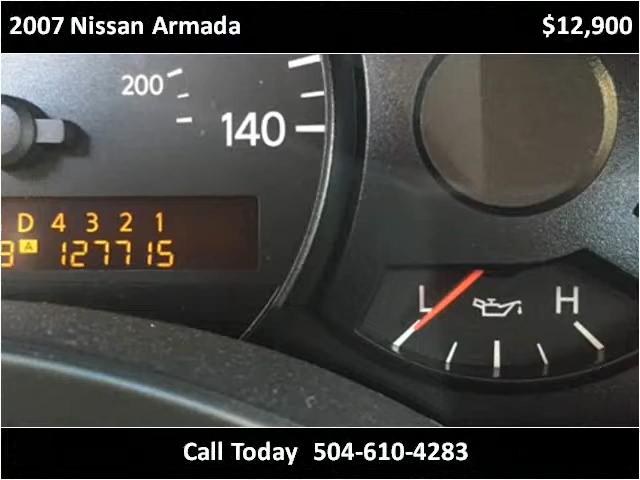 2007 Nissan Armada $12,900
200
140
D 4 3 2 1
A 127715
L H
Call Today 504-610-4283